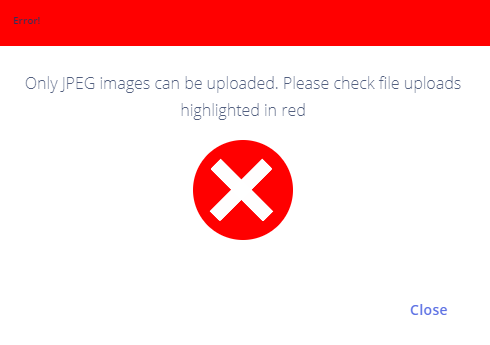 Error!
Only JPEG images can be uploaded. Please check file uploads
highlighted in red
Close